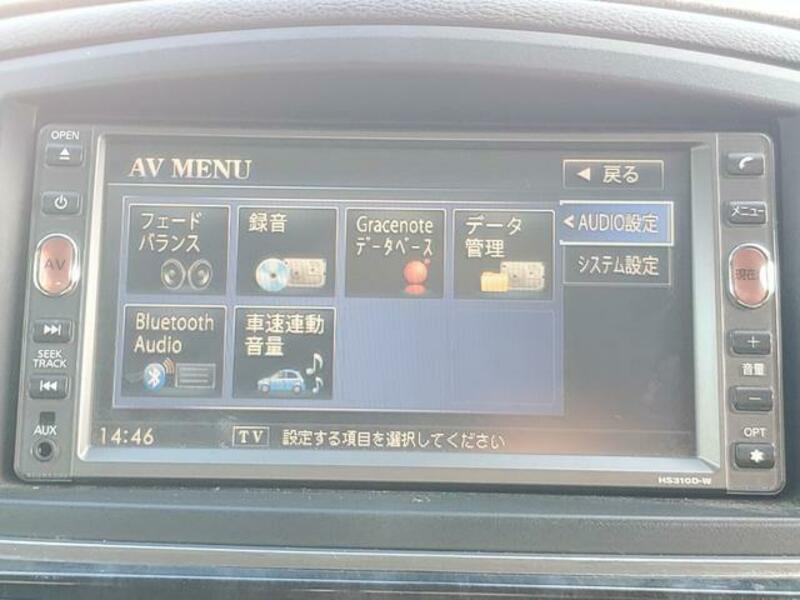 OPEN
AV
SEEK
TRACK
AUX
AV MENU
戻る
フェード
バランス
録音
Gracenote
データベース
データ
管理
<AUDIO設定
システム設定
Bluetooth
Audio
車速連動
音量
14:46
TV
設定する項目を選択してください
メニュー
現在
+
音量
−
OPT
HS310D-W